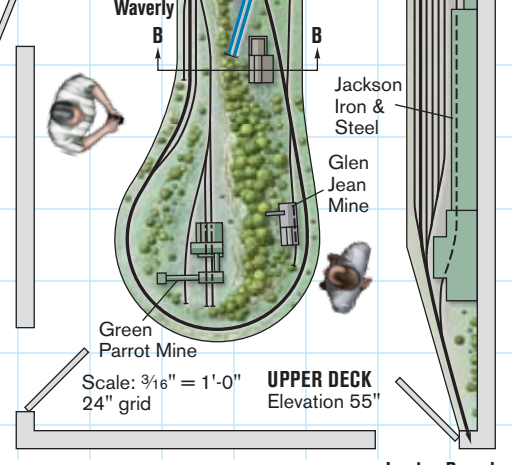 Waverly
B
B
Jackson
Iron &
Steel
Glen
Jean
Mine
Green
Parrot Mine
Scale: 3/16" = 1'-0"
24" grid
UPPER DECK
Elevation 55"